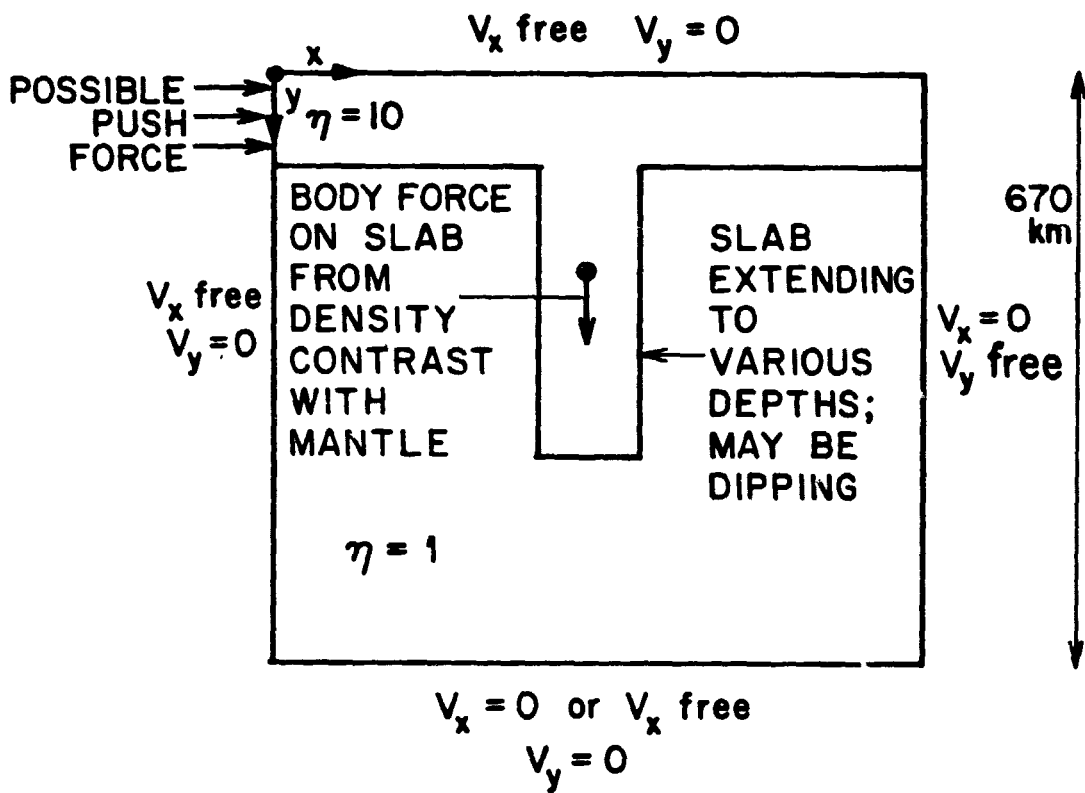 Vx free Vy = 0
x
POSSIBLE
PUSH
FORCE
y
η = 10
BODY FORCE
ON SLAB
FROM
DENSITY
CONTRAST
WITH
MANTLE
SLAB
EXTENDING
TO
VARIOUS
DEPTHS;
MAY BE
DIPPING
670
km
Vx free
Vy = 0
Vx = 0
Vy free
η = 1
Vx = 0 or Vx free
Vy = 0